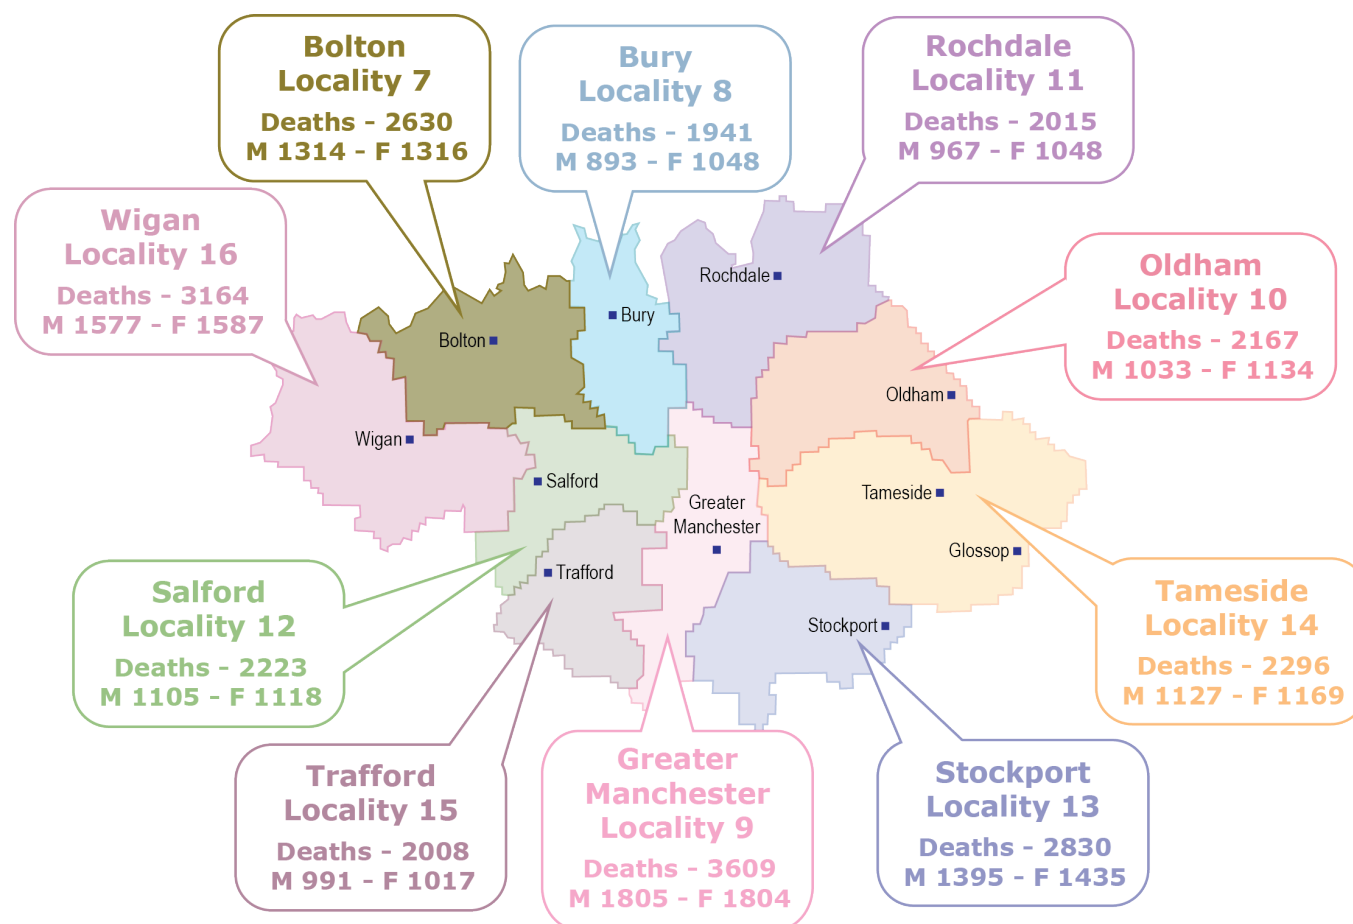 Bolton
Locality 7
Deaths - 2630
M 1314 - F 1316
Bury
Locality 8
Deaths - 1941
M 893 - F 1048
Rochdale
Locality 11
Deaths - 2015
M 967 - F 1048
Wigan
Locality 16
Deaths - 3164
M 1577 - F 1587
Oldham
Locality 10
Deaths - 2167
M 1033 - F 1134
Rochdale
Bury
Bolton
Oldham
Wigan
Salford
Tameside
Greater
Manchester
Glossop
Trafford
Stockport
Salford
Locality 12
Deaths - 2223
M 1105 - F 1118
Tameside
Locality 14
Deaths - 2296
M 1127 - F 1169
Trafford
Locality 15
Deaths - 2008
M 991 - F 1017
Greater
Manchester
Locality 9
Deaths - 3609
M 1805 - F 1804
Stockport
Locality 13
Deaths - 2830
M 1395 - F 1435